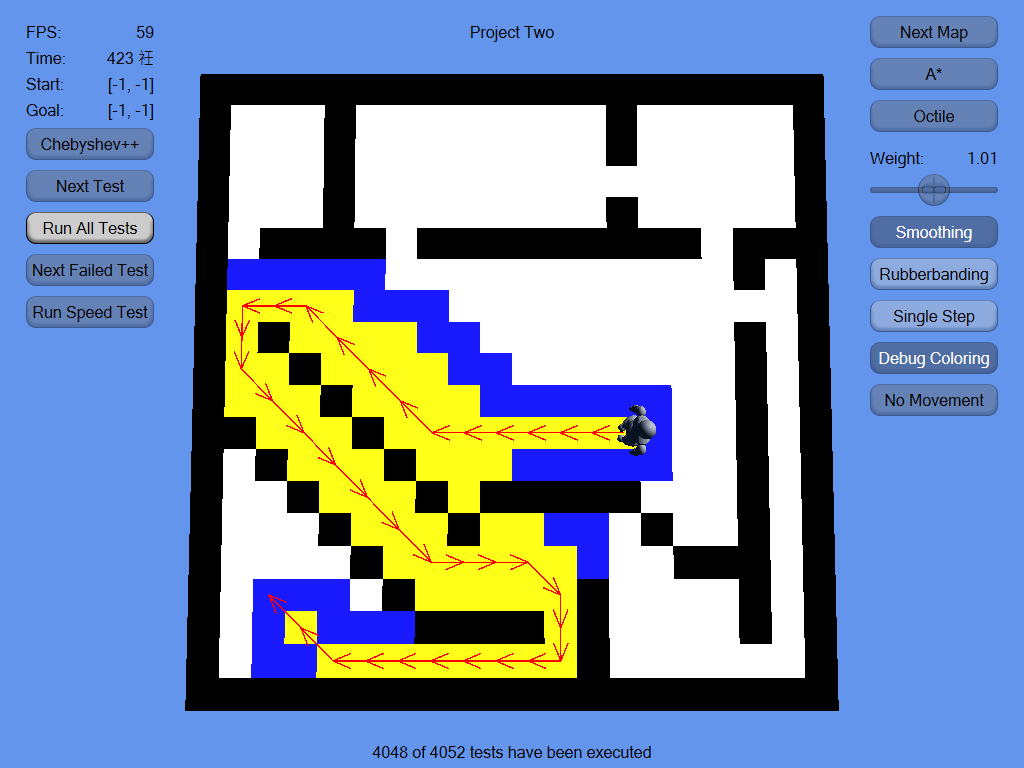 FPS: 59
Time: 423 祍
Start: [-1, -1]
Goal: [-1, -1]
Chebyshev++
Next Test
Run All Tests
Next Failed Test
Run Speed Test
Project Two
Next Map
A*
Octile
Weight: 1.01
Smoothing
Rubberbanding
Single Step
Debug Coloring
No Movement
4048 of 4052 tests have been executed